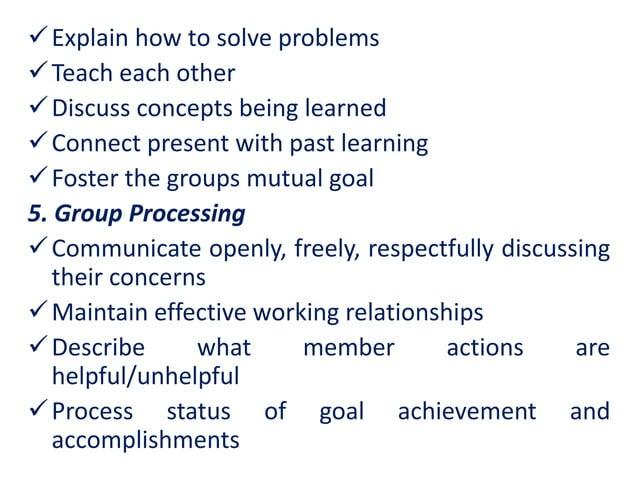 ✓ Explain how to solve problems
✓ Teach each other
✓ Discuss concepts being learned
✓ Connect present with past learning
✓ Foster the groups mutual goal
5. Group Processing
✓ Communicate openly, freely, respectfully discussing
their concerns
✓ Maintain effective working relationships
✓ Describe what member actions are
helpful/unhelpful
✓ Process status of goal achievement and
accomplishments